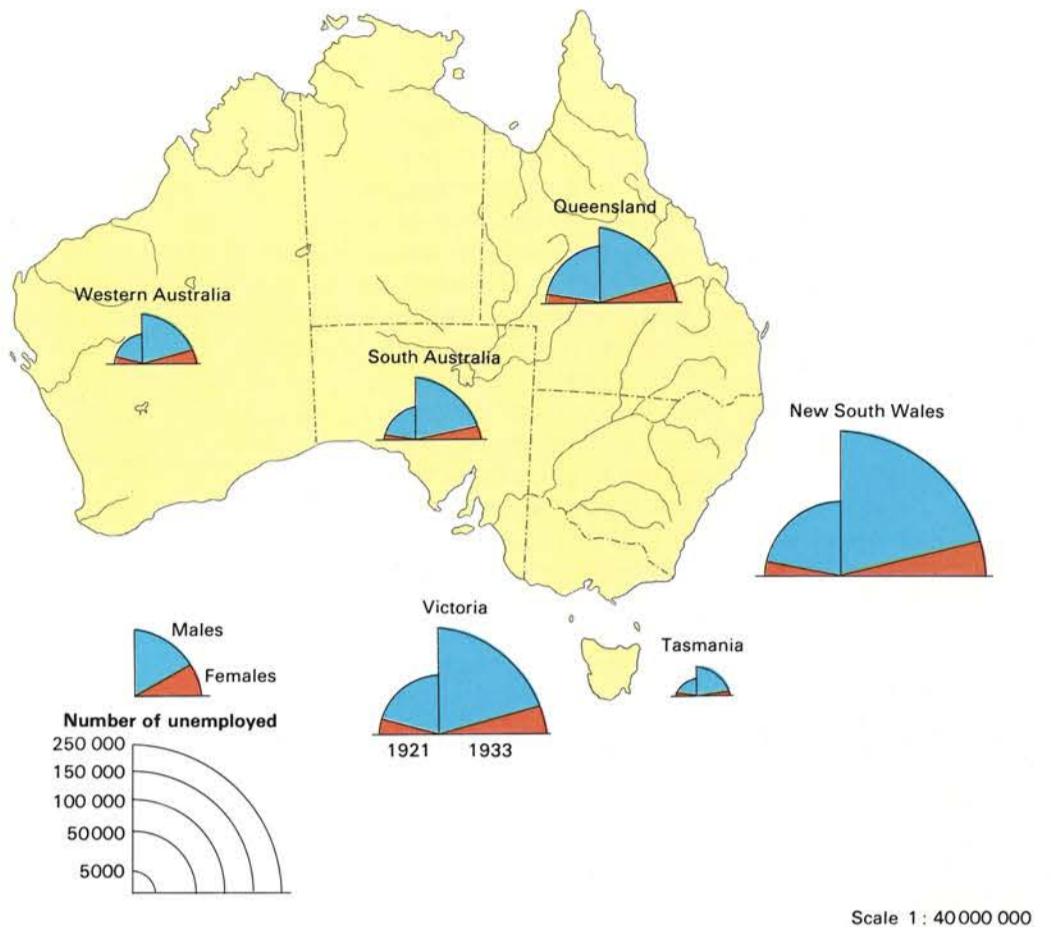 Queensland
Western Australia
South Australia
New South Wales
Victoria
Tasmania
1921 1933
Males
Females
Number of unemployed
250 000
150 000
100 000
50000
5000
Scale 1 : 40 000 000